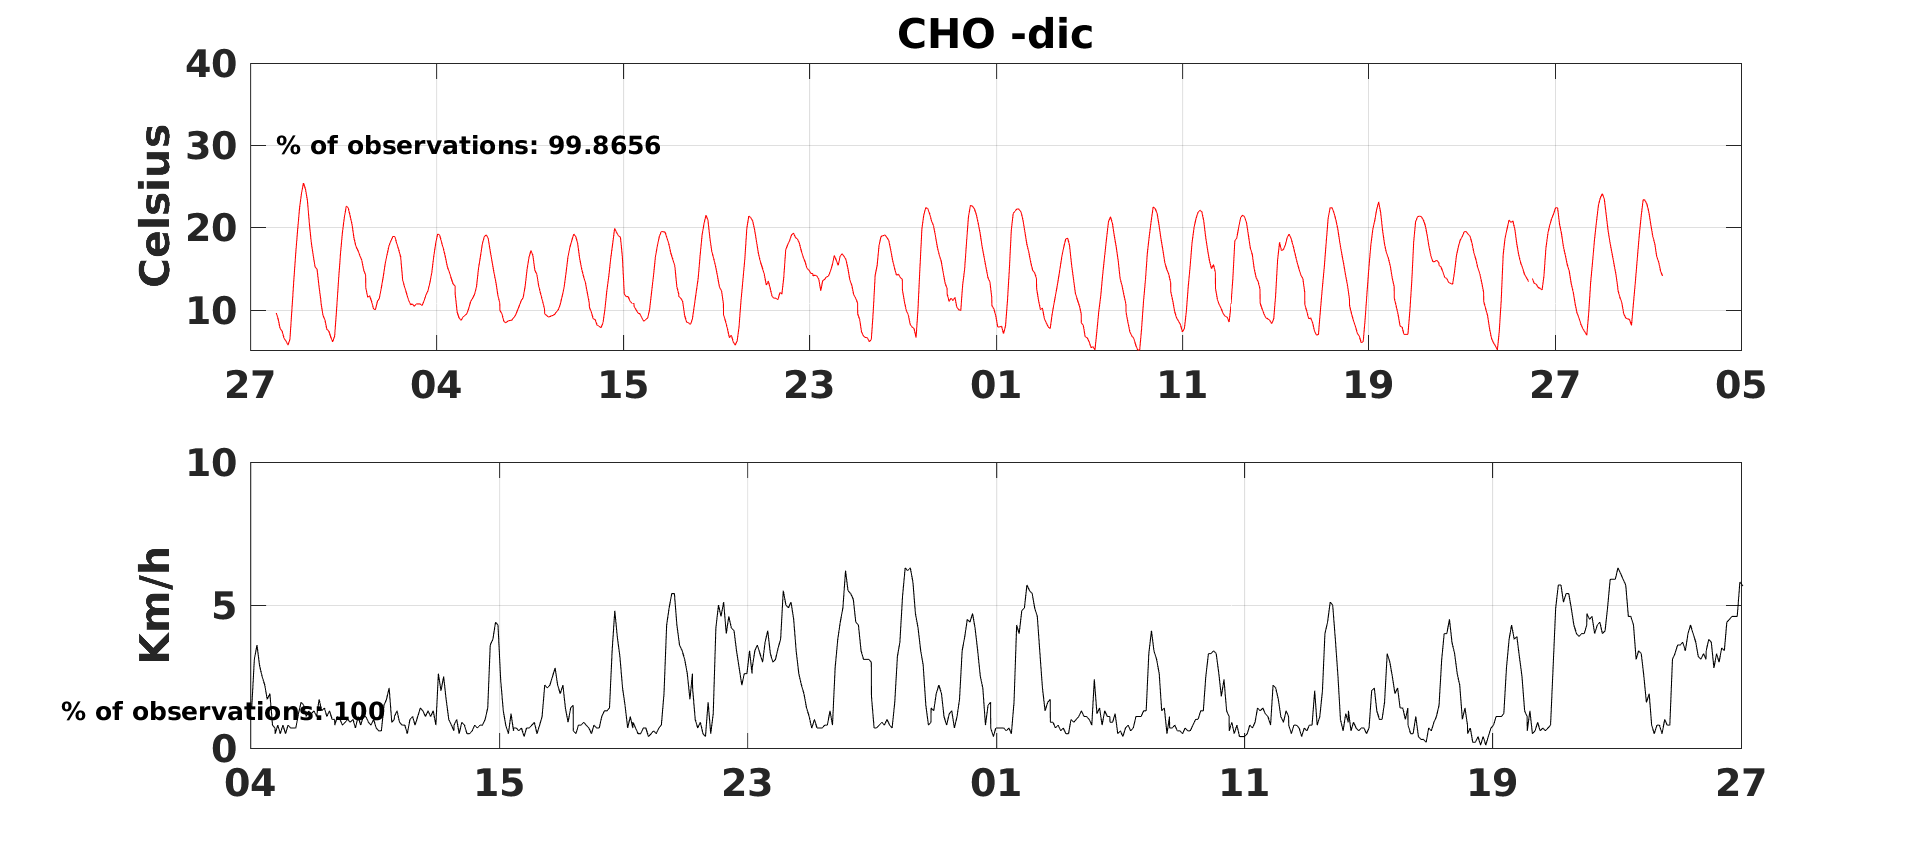 CHO -dic
40
30
20
10
Celsius
% of observations: 99.8656
27 04 15 23 01 11 19 27 05
10
5
0
Km/h
% of observations: 100
04 15 23 01 11 19 27